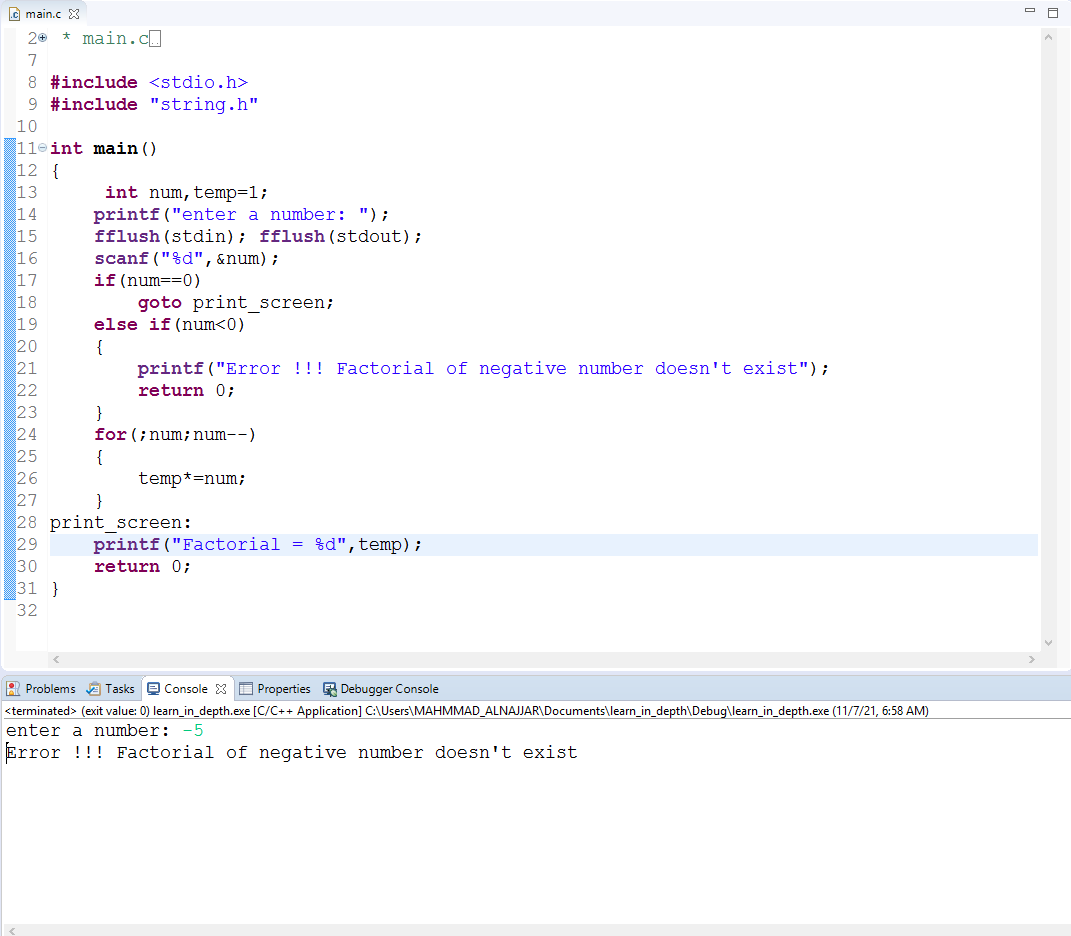 main.c
2 * main.c
7
8 #include <stdio.h>
9 #include "string.h"
10
11 int main()
12 {
13 int num,temp=1;
14 printf("enter a number: ");
15 fflush(stdin); fflush(stdout);
16 scanf("%d",&num);
17 if(num==0)
18 goto print_screen;
19 else if(num<0)
20 {
21 printf("Error !!! Factorial of negative number doesn't exist");
22 return 0;
23 }
24 for(;num;num--)
25 {
26 temp*=num;
27 }
28 print_screen:
29 printf("Factorial = %d",temp);
30 return 0;
31 }
32
Problems Tasks Console Properties Debugger Console
<terminated> (exit value: 0) learn_in_depth.exe [C/C++ Application] C:\Users\MAHMMAD_ALNAJJAR\Documents\learn_in_depth\Debug\learn_in_depth.exe (11/7/21, 6:58 AM)
enter a number: -5
Error !!! Factorial of negative number doesn't exist